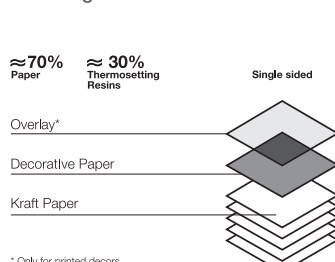 ≈70%
Paper
≈ 30%
Thermosetting
Resins
Single sided
Overlay*
Decorative Paper
Kraft Paper
* Only for printed decors